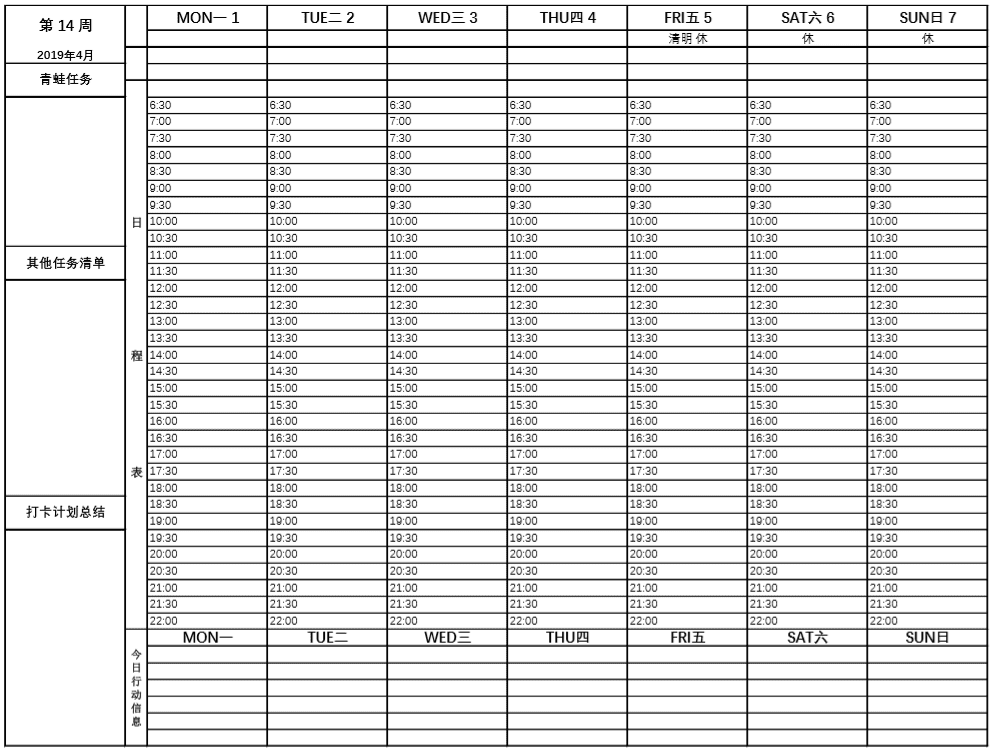 第 14 周
MON一 1 TUE二 2 WED三 3 THU四 4 FRI五 5 SAT六 6 SUN日 7
清明 休 休 休
2019年4月
青蛙任务
6:30 6:30 6:30 6:30 6:30 6:30 6:30
7:00 7:00 7:00 7:00 7:00 7:00 7:00
7:30 7:30 7:30 7:30 7:30 7:30 7:30
8:00 8:00 8:00 8:00 8:00 8:00 8:00
8:30 8:30 8:30 8:30 8:30 8:30 8:30
9:00 9:00 9:00 9:00 9:00 9:00 9:00
9:30 9:30 9:30 9:30 9:30 9:30 9:30
日 10:00 10:00 10:00 10:00 10:00 10:00 10:00
10:30 10:30 10:30 10:30 10:30 10:30 10:30
11:00 11:00 11:00 11:00 11:00 11:00 11:00
其他任务清单
11:30 11:30 11:30 11:30 11:30 11:30 11:30
12:00 12:00 12:00 12:00 12:00 12:00 12:00
12:30 12:30 12:30 12:30 12:30 12:30 12:30
13:00 13:00 13:00 13:00 13:00 13:00 13:00
13:30 13:30 13:30 13:30 13:30 13:30 13:30
程 14:00 14:00 14:00 14:00 14:00 14:00 14:00
14:30 14:30 14:30 14:30 14:30 14:30 14:30
15:00 15:00 15:00 15:00 15:00 15:00 15:00
15:30 15:30 15:30 15:30 15:30 15:30 15:30
16:00 16:00 16:00 16:00 16:00 16:00 16:00
16:30 16:30 16:30 16:30 16:30 16:30 16:30
17:00 17:00 17:00 17:00 17:00 17:00 17:00
表 17:30 17:30 17:30 17:30 17:30 17:30 17:30
18:00 18:00 18:00 18:00 18:00 18:00 18:00
18:30 18:30 18:30 18:30 18:30 18:30 18:30
打卡计划总结
19:00 19:00 19:00 19:00 19:00 19:00 19:00
19:30 19:30 19:30 19:30 19:30 19:30 19:30
20:00 20:00 20:00 20:00 20:00 20:00 20:00
20:30 20:30 20:30 20:30 20:30 20:30 20:30
21:00 21:00 21:00 21:00 21:00 21:00 21:00
21:30 21:30 21:30 21:30 21:30 21:30 21:30
22:00 22:00 22:00 22:00 22:00 22:00 22:00
MON一 TUE二 WED三 THU四 FRI五 SAT六 SUN日
今日行动信息